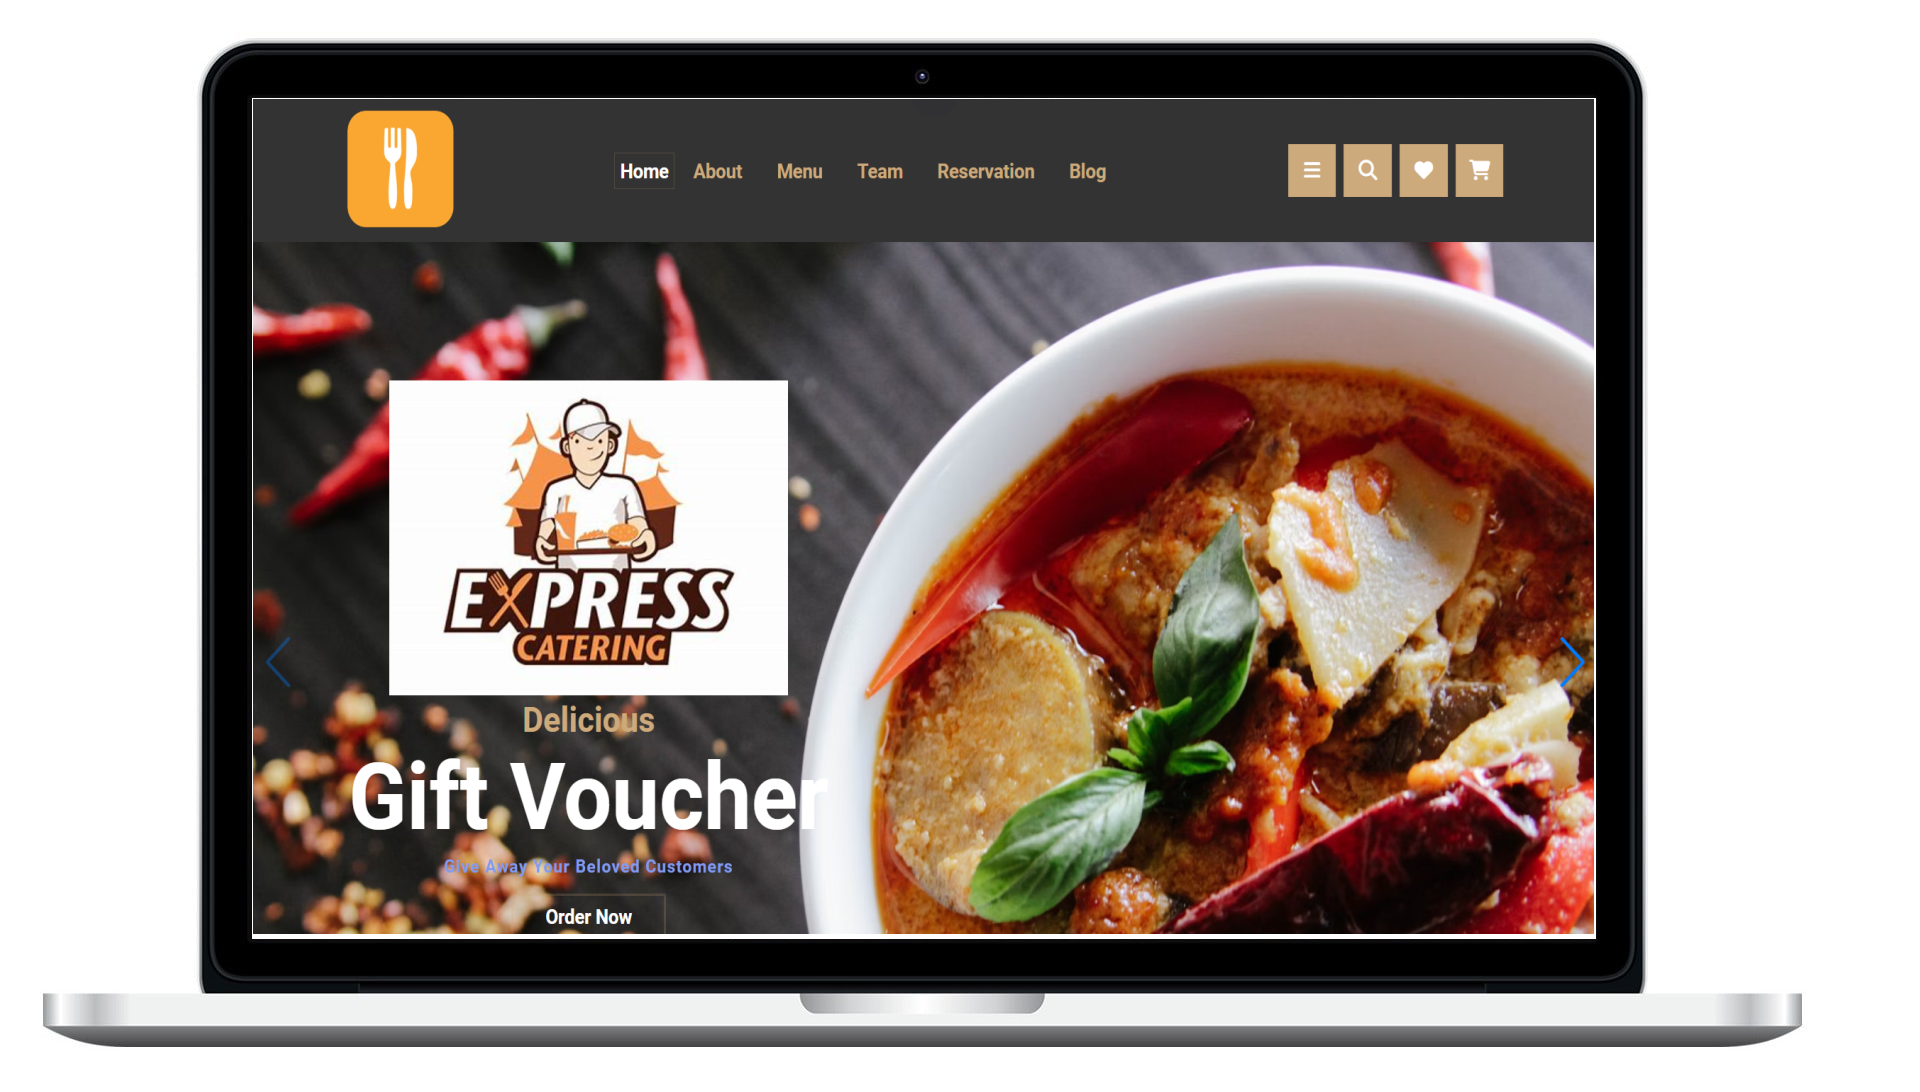 Home About Menu Team Reservation Blog
EXPRESS
CATERING
Delicious
Gift Voucher
Give Away Your Beloved Customers
Order Now